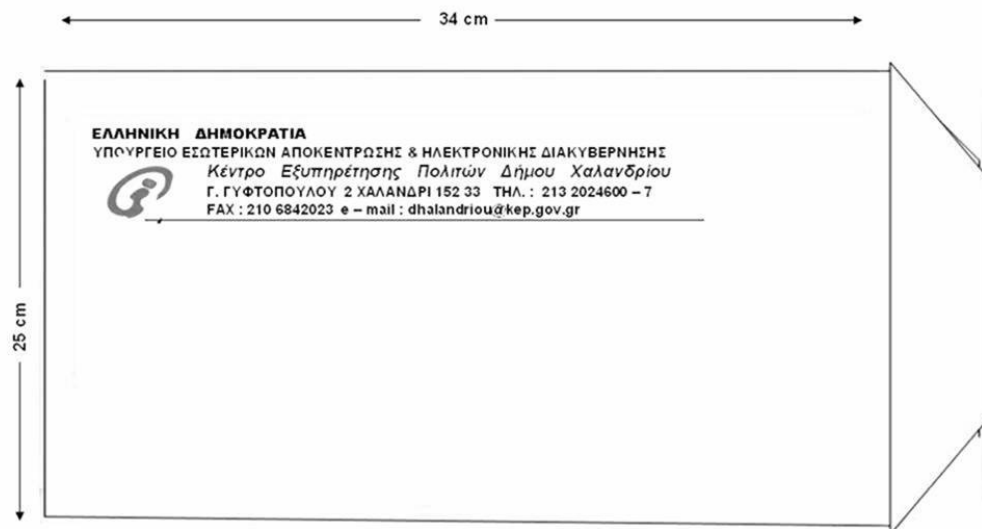 34 cm
ΕΛΛΗΝΙΚΗ ΔΗΜΟΚΡΑΤΙΑ
ΥΠΟΥΡΓΕΙΟ ΕΣΩΤΕΡΙΚΩΝ ΑΠΟΚΕΝΤΡΩΣΗΣ & ΗΛΕΚΤΡΟΝΙΚΗΣ ΔΙΑΚΥΒΕΡΝΗΣΗΣ
Κέντρο Εξυπηρέτησης Πολιτών Δήμου Χαλανδρίου
Γ. ΓΥΦΤΟΠΟΥΛΟΥ 2 ΧΑΛΑΝΔΡΙ 152 33 ΤΗΛ. : 213 2024600 – 7
FAX : 210 6842023 e – mail : dhalandriou@kep.gov.gr
25 cm